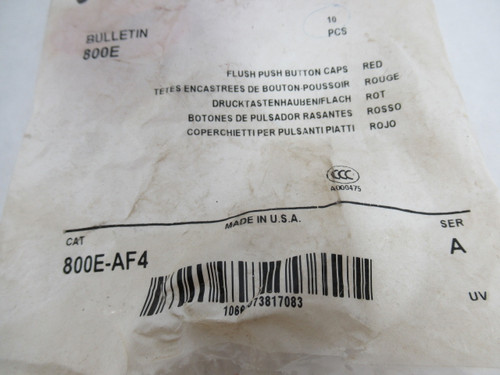 10
PCS
BULLETIN
800E
FLUSH PUSH BUTTON CAPS RED
TETES ENCASTREES DE BOUTON-POUSSOIR ROUGE
DRUCKTASTENHAUBEN/FLACH ROT
BOTONES DE PULSADOR RASANTES ROSSO
COPERCHIETTI PER PULSANTI PIATTI ROJO
CCC
A000475
MADE IN U.S.A.
CAT SER
800E-AF4 A
UV